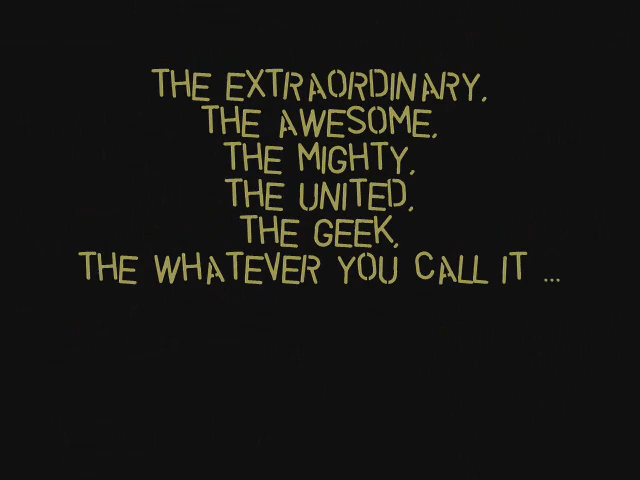 THE EXTRAORDINARY,
THE AWESOME,
THE MIGHTY,
THE UNITED,
THE GEEK,
THE WHATEVER YOU CALL IT ...